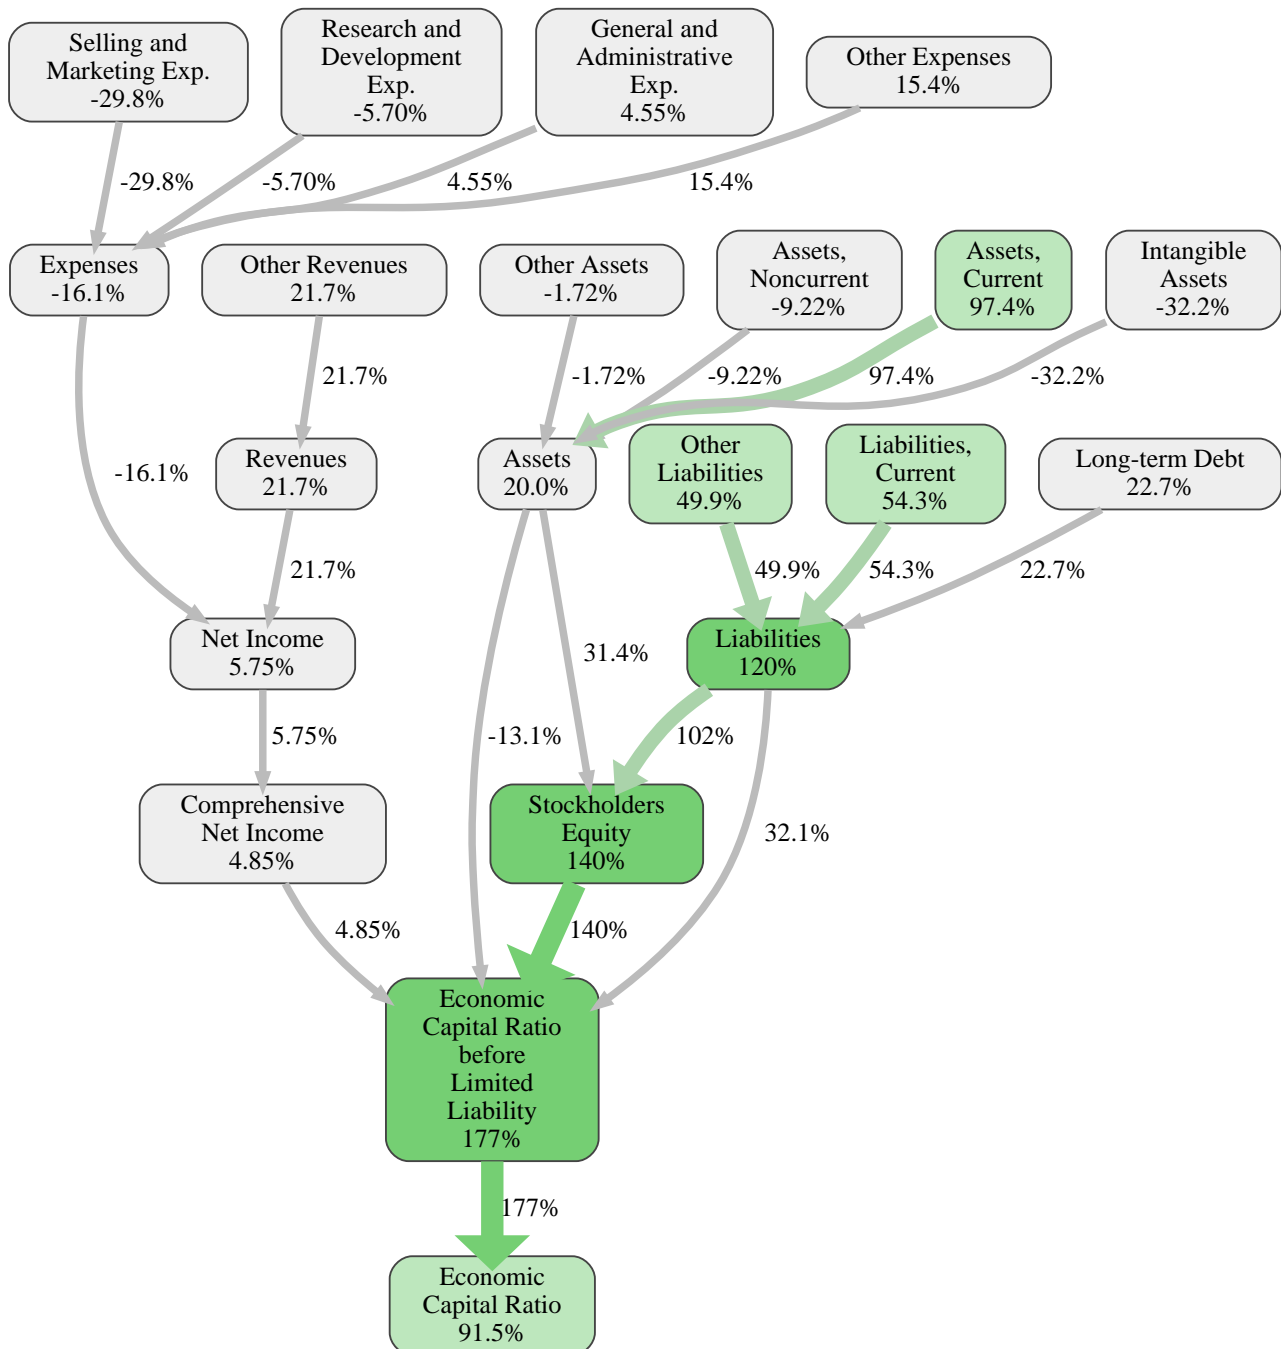 Selling and
Marketing Exp.
-29.8%
Research and
Development
Exp.
-5.70%
General and
Administrative
Exp.
4.55%
Other Expenses
15.4%
-29.8%
-5.70%
4.55%
15.4%
Expenses
-16.1%
Other Revenues
21.7%
Other Assets
-1.72%
Assets,
Noncurrent
-9.22%
Assets,
Current
97.4%
Intangible
Assets
-32.2%
21.7%
-1.72%
-9.22%
97.4%
-32.2%
-16.1%
Revenues
21.7%
Assets
20.0%
Other
Liabilities
49.9%
Liabilities,
Current
54.3%
Long-term Debt
22.7%
21.7%
49.9%
54.3%
22.7%
Net Income
5.75%
31.4%
Liabilities
120%
5.75%
-13.1%
102%
Comprehensive
Net Income
4.85%
Stockholders
Equity
140%
32.1%
4.85%
140%
Economic
Capital Ratio
before
Limited
Liability
177%
177%
Economic
Capital Ratio
91.5%